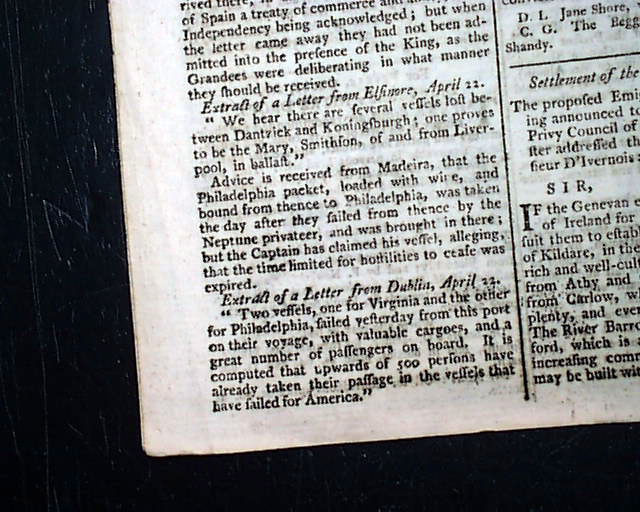 rived there, in
of Spain a treaty of commerce and
Independency being acknowledged; but when
the letter came away they had not been ad-
mitted into the preſence of the King, as the
Grandees were deliberating in what manner
they ſhould be received.
Extract of a Letter from Elſinore, April 22.
" We hear there are ſeveral veſſels loſt be-
tween Dantzick and Koningſburgh; one proves
to be the Mary, Smithſon, of and from Liver-
pool, in ballaſt."
Advice is received from Madeira, that the
Philadelphia packet, loaded with wine, and
bound from thence to Philadelphia, was taken
the day after they ſailed from thence by the
Neptune privateer, and was brought in there;
but the Captain has claimed his veſſel, alleging,
that the time limited for hoſtilities to ceaſe was
expired.
Extract of a Letter from Dublin, April 22.
" Two veſſels, one for Virginia and the other
for Philadelphia, ſailed yeſterday from this port
on their voyage, with valuable cargoes, and a
great number of paſſengers on board. It is
computed that upwards of 500 perſons have
already taken their paſſage in the veſſels that
have ſailed for America."
D. L. Jane Shore,
C. G. The Begg
Shandy.
Settlement of the
The propoſed Emi
ing announced to
Privy Council of
ſter addreſſed th
ſieur D'Ivernois
SIR,
IF the Genevan c
of Ireland for
ſuit them to eſtab
of Kildare, in the
rich and well-cult
from Athy and
from Carlow, wi
plenty, and even
The River Barr
ford, which is a
increaſing com
may be built wit